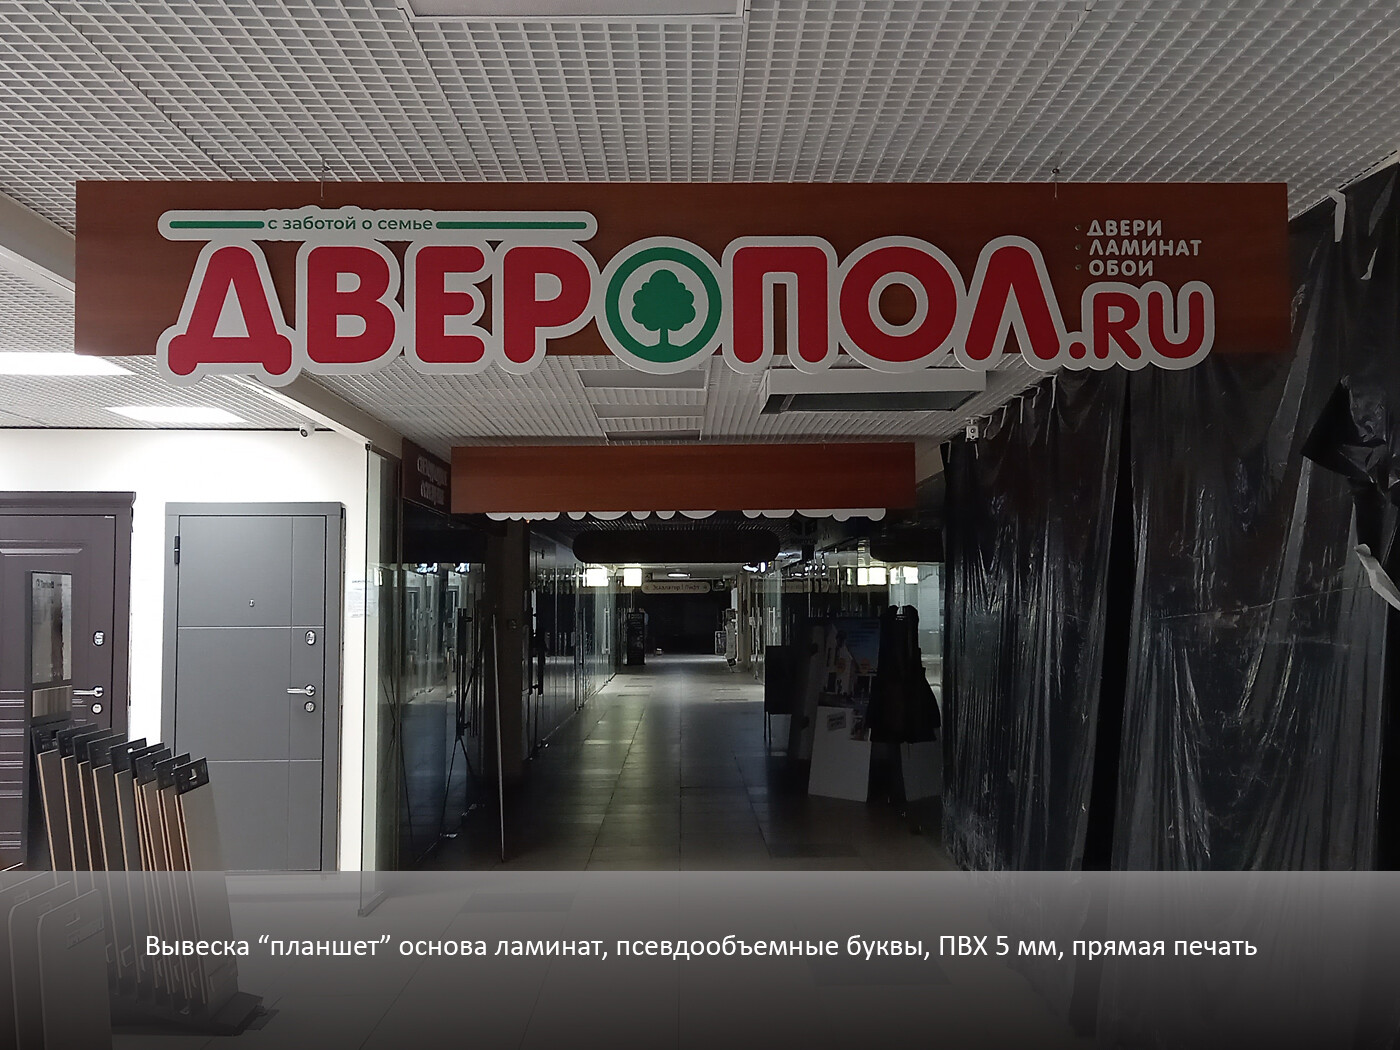 с заботой о семье
ДВЕРОПОЛ.RU
• ДВЕРИ
• ЛАМИНАТ
• ОБОИ
Вывеска “планшет” основа ламинат, псевдообъемные буквы, ПВХ 5 мм, прямая печать